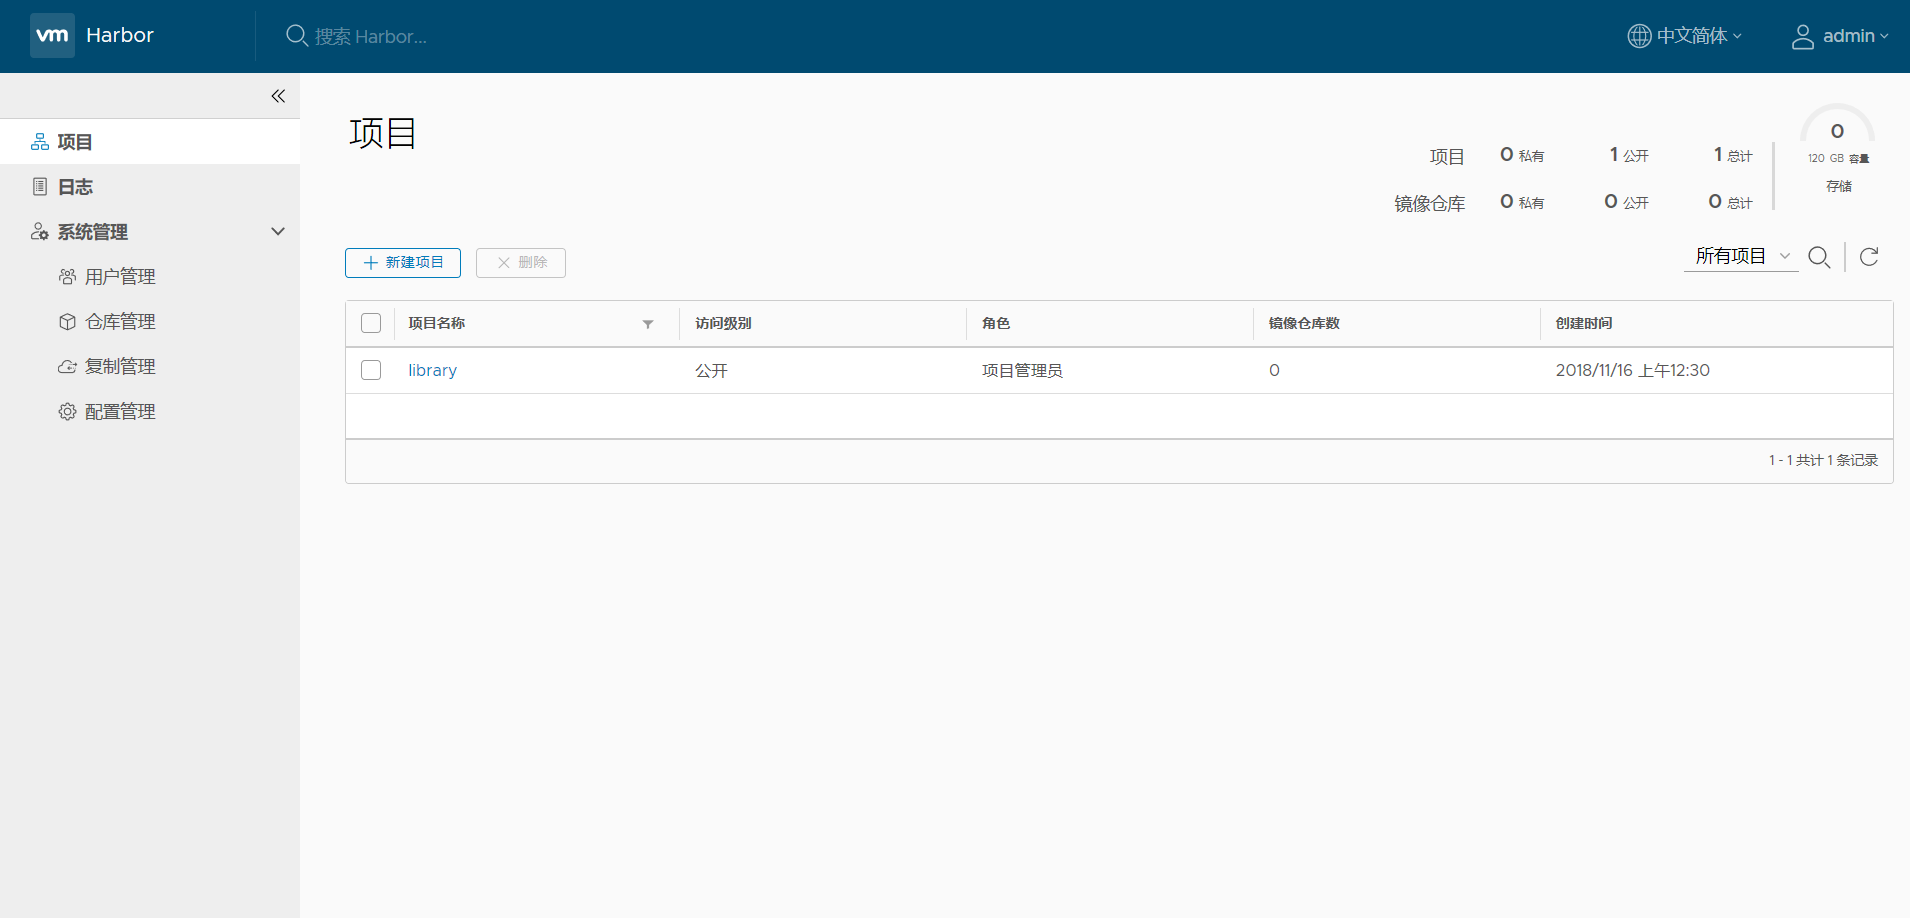 vm Harbor 搜索 Harbor... 中文简体 admin
项目
日志
系统管理
用户管理
仓库管理
复制管理
配置管理
项目
项目 0 私有 1 公开 1 总计
镜像仓库 0 私有 0 公开 0 总计
0
120 GB 容量
存储
新建项目 删除 所有项目
项目名称 访问级别 角色 镜像仓库数 创建时间
library 公开 项目管理员 0 2018/11/16 上午12:30
1 - 1 共计 1 条记录